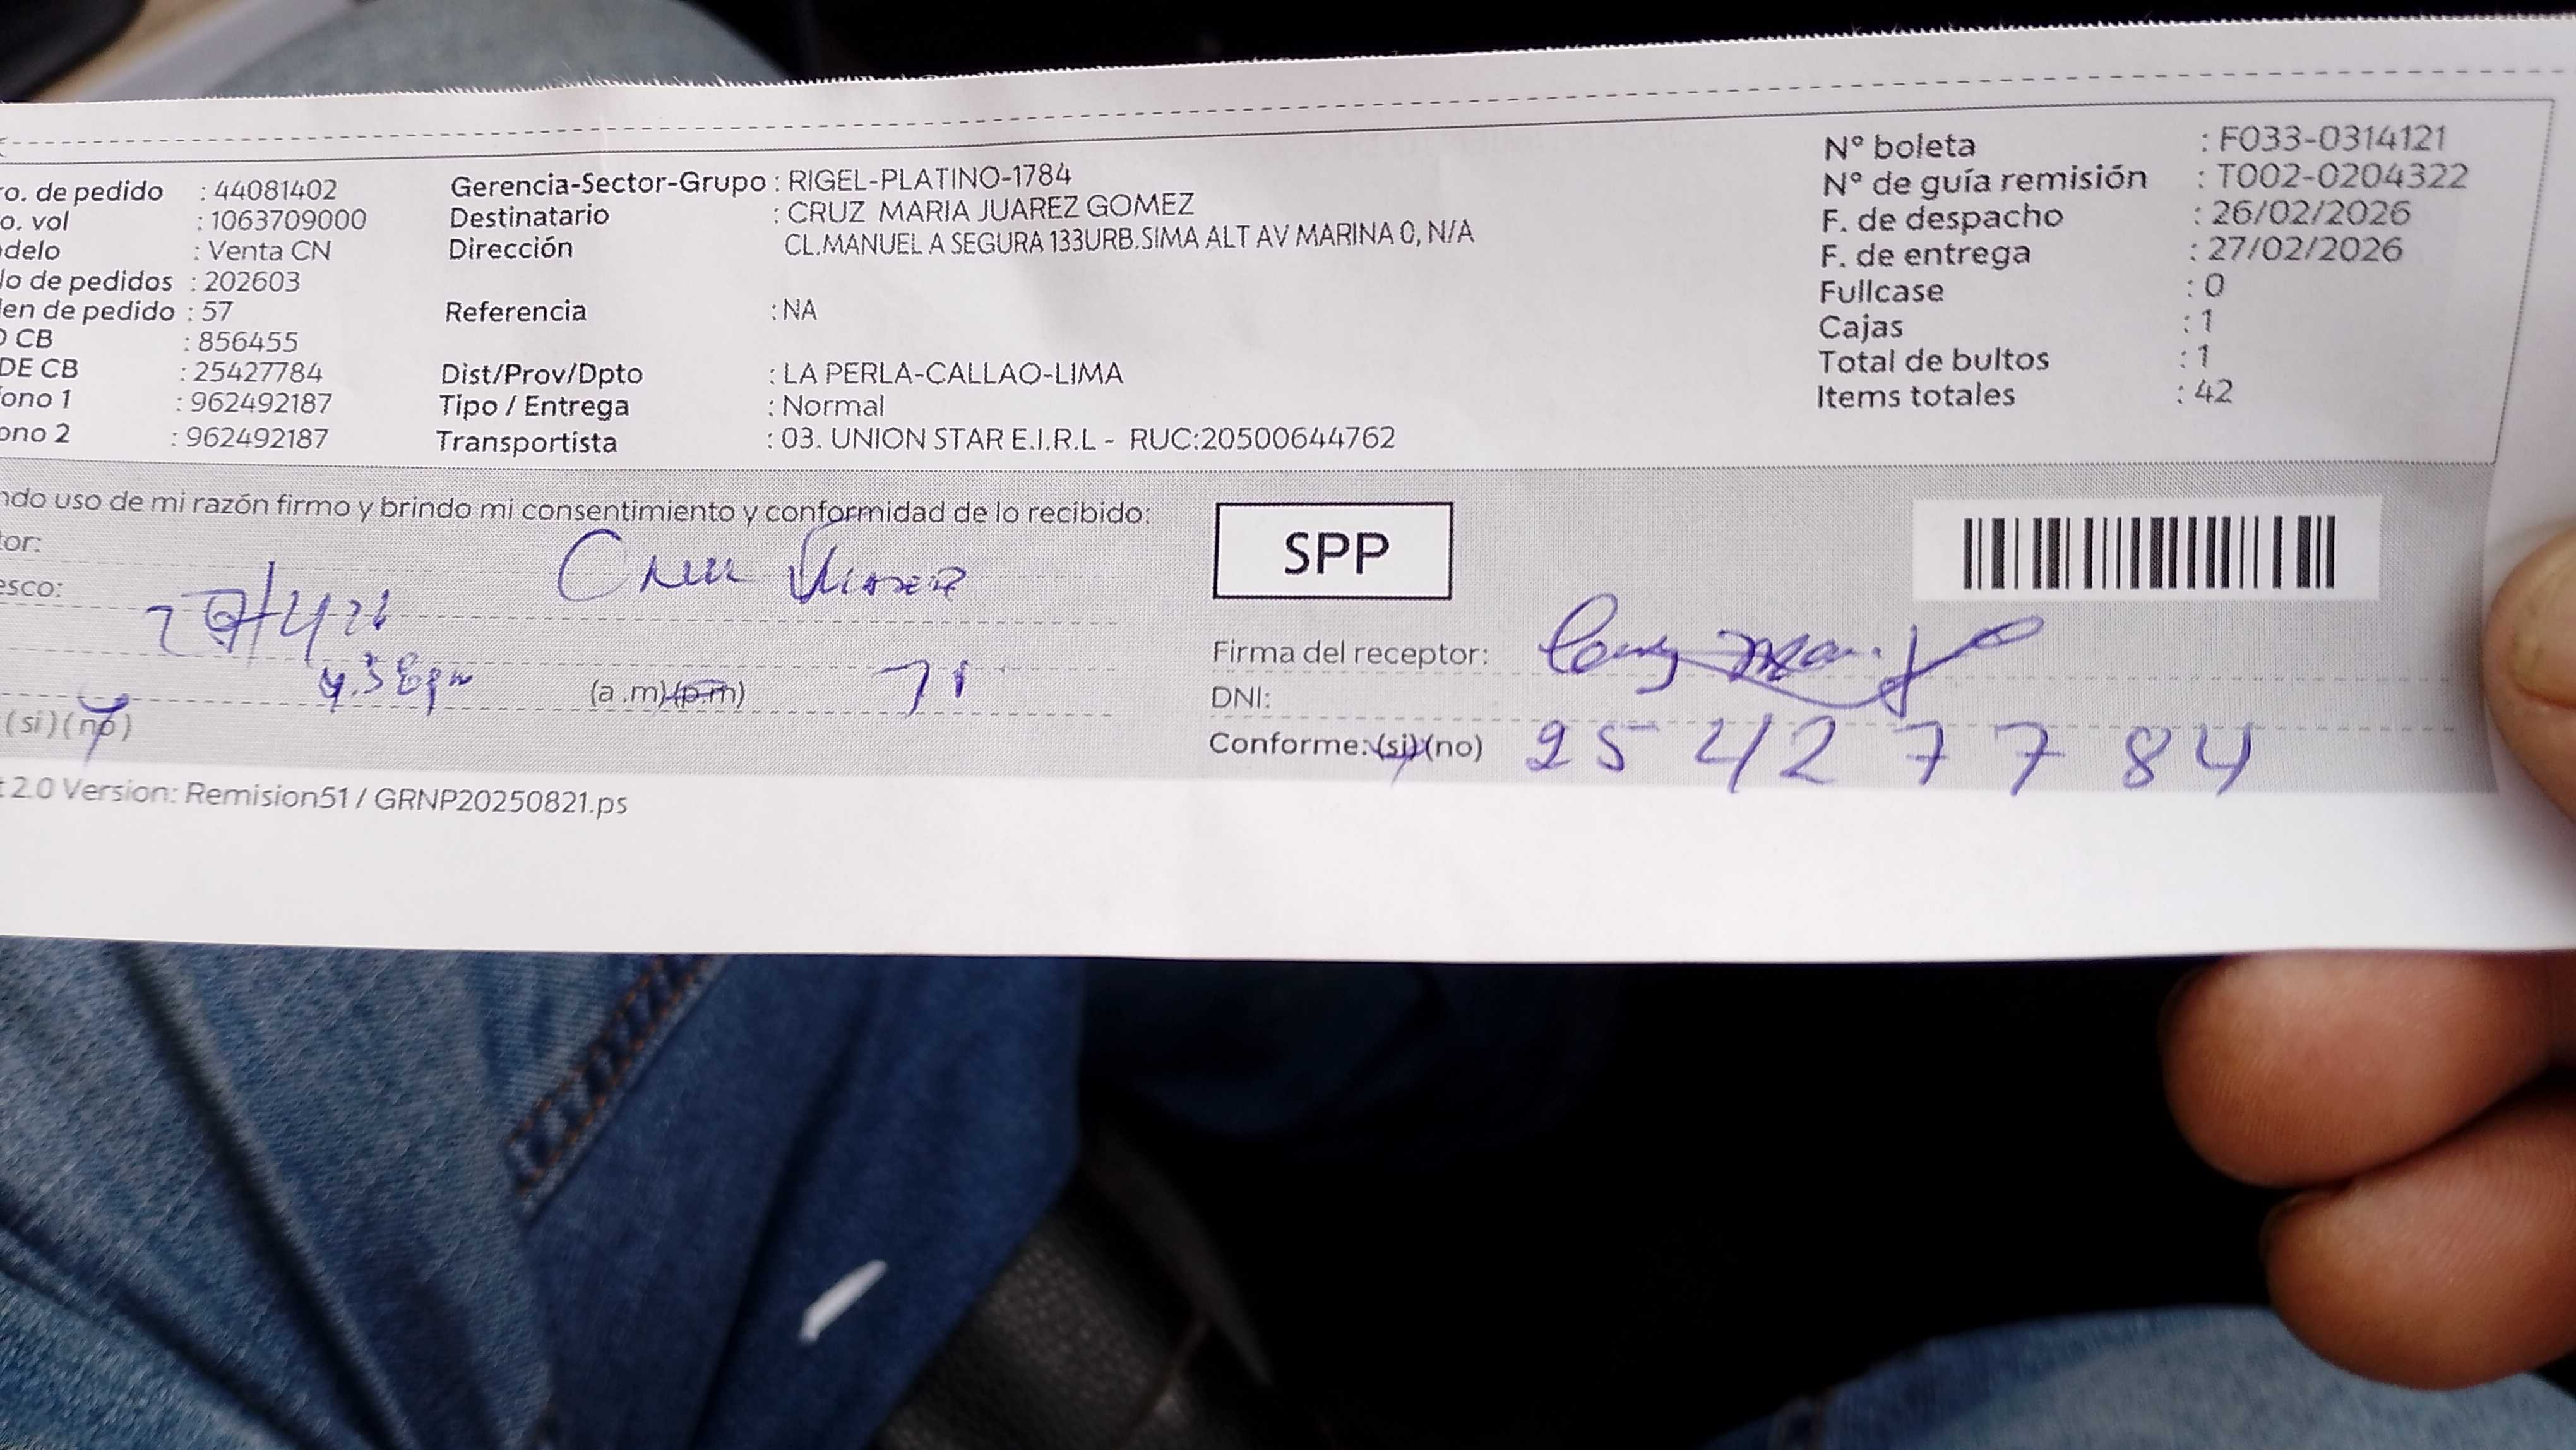 ro. de pedido : 44081402 Gerencia-Sector-Grupo : RIGEL-PLATINO-1784 N° boleta : F033-0314121
o. vol : 1063709000 Destinatario : CRUZ MARIA JUAREZ GOMEZ N° de guía remisión : T002-0204322
delo : Venta CN Dirección CL.MANUEL A SEGURA 133URB.SIMA ALT AV MARINA 0, N/A F. de despacho : 26/02/2026
o de pedidos : 202603 F. de entrega : 27/02/2026
en de pedido : 57 Referencia : NA Fullcase : 0
CB : 856455 Cajas : 1
DE CB : 25427784 Dist/Prov/Dpto : LA PERLA-CALLAO-LIMA Total de bultos : 1
ono 1 : 962492187 Tipo / Entrega : Normal Items totales : 42
ono 2 : 962492187 Transportista : 03. UNION STAR E.I.R.L - RUC:20500644762
ndo uso de mi razón firmo y brindo mi consentimiento y conformidad de lo recibido:
SPP
tor: Cruz
esco:
4.38pm (a .m)(p.m)
Firma del receptor:
DNI:
(si)(no) Conforme: (si)(no) 25427784
2.0 Version: Remision51 / GRNP20250821.ps